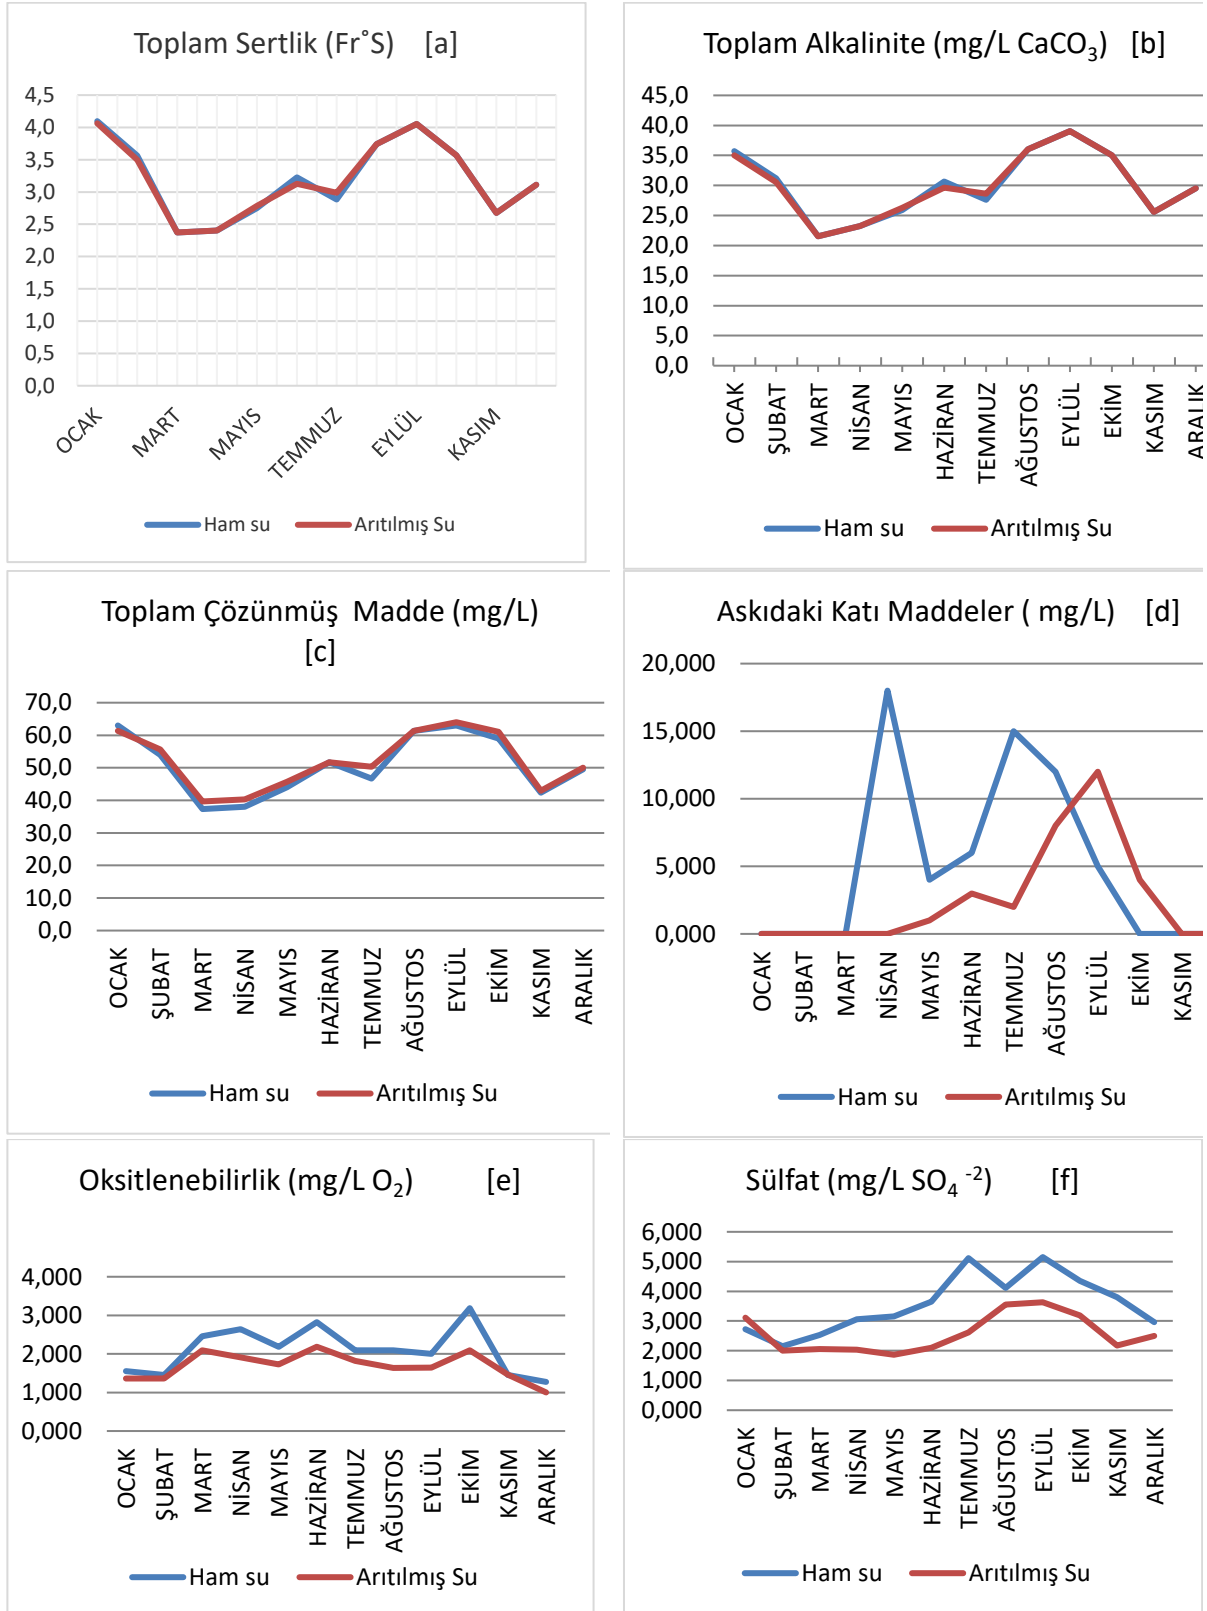 Toplam Sertlik (Fr˚S) [a]
4,5
4,0
3,5
3,0
2,5
2,0
1,5
1,0
0,5
0,0
OCAK
MART
MAYIS
TEMMUZ
EYLÜL
KASIM
Ham su
Arıtılmış Su
Toplam Alkalinite (mg/L CaCO3) [b]
45,0
40,0
35,0
30,0
25,0
20,0
15,0
10,0
5,0
0,0
OCAK
ŞUBAT
MART
NİSAN
MAYIS
HAZİRAN
TEMMUZ
AĞUSTOS
EYLÜL
EKİM
KASIM
ARALIK
Ham su
Arıtılmış Su
Toplam Çözünmüş Madde (mg/L)
[c]
70,0
60,0
50,0
40,0
30,0
20,0
10,0
0,0
OCAK
ŞUBAT
MART
NİSAN
MAYIS
HAZİRAN
TEMMUZ
AĞUSTOS
EYLÜL
EKİM
KASIM
ARALIK
Ham su
Arıtılmış Su
Askıdaki Katı Maddeler ( mg/L) [d]
20,000
15,000
10,000
5,000
0,000
OCAK
ŞUBAT
MART
NİSAN
MAYIS
HAZİRAN
TEMMUZ
AĞUSTOS
EYLÜL
EKİM
KASIM
Ham su
Arıtılmış Su
Oksitlenebilirlik (mg/L O2) [e]
4,000
3,000
2,000
1,000
0,000
OCAK
ŞUBAT
MART
NİSAN
MAYIS
HAZİRAN
TEMMUZ
AĞUSTOS
EYLÜL
EKİM
KASIM
ARALIK
Ham su
Arıtılmış Su
Sülfat (mg/L SO4 -2) [f]
6,000
5,000
4,000
3,000
2,000
1,000
0,000
OCAK
ŞUBAT
MART
NİSAN
MAYIS
HAZİRAN
TEMMUZ
AĞUSTOS
EYLÜL
EKİM
KASIM
ARALIK
Ham su
Arıtılmış Su